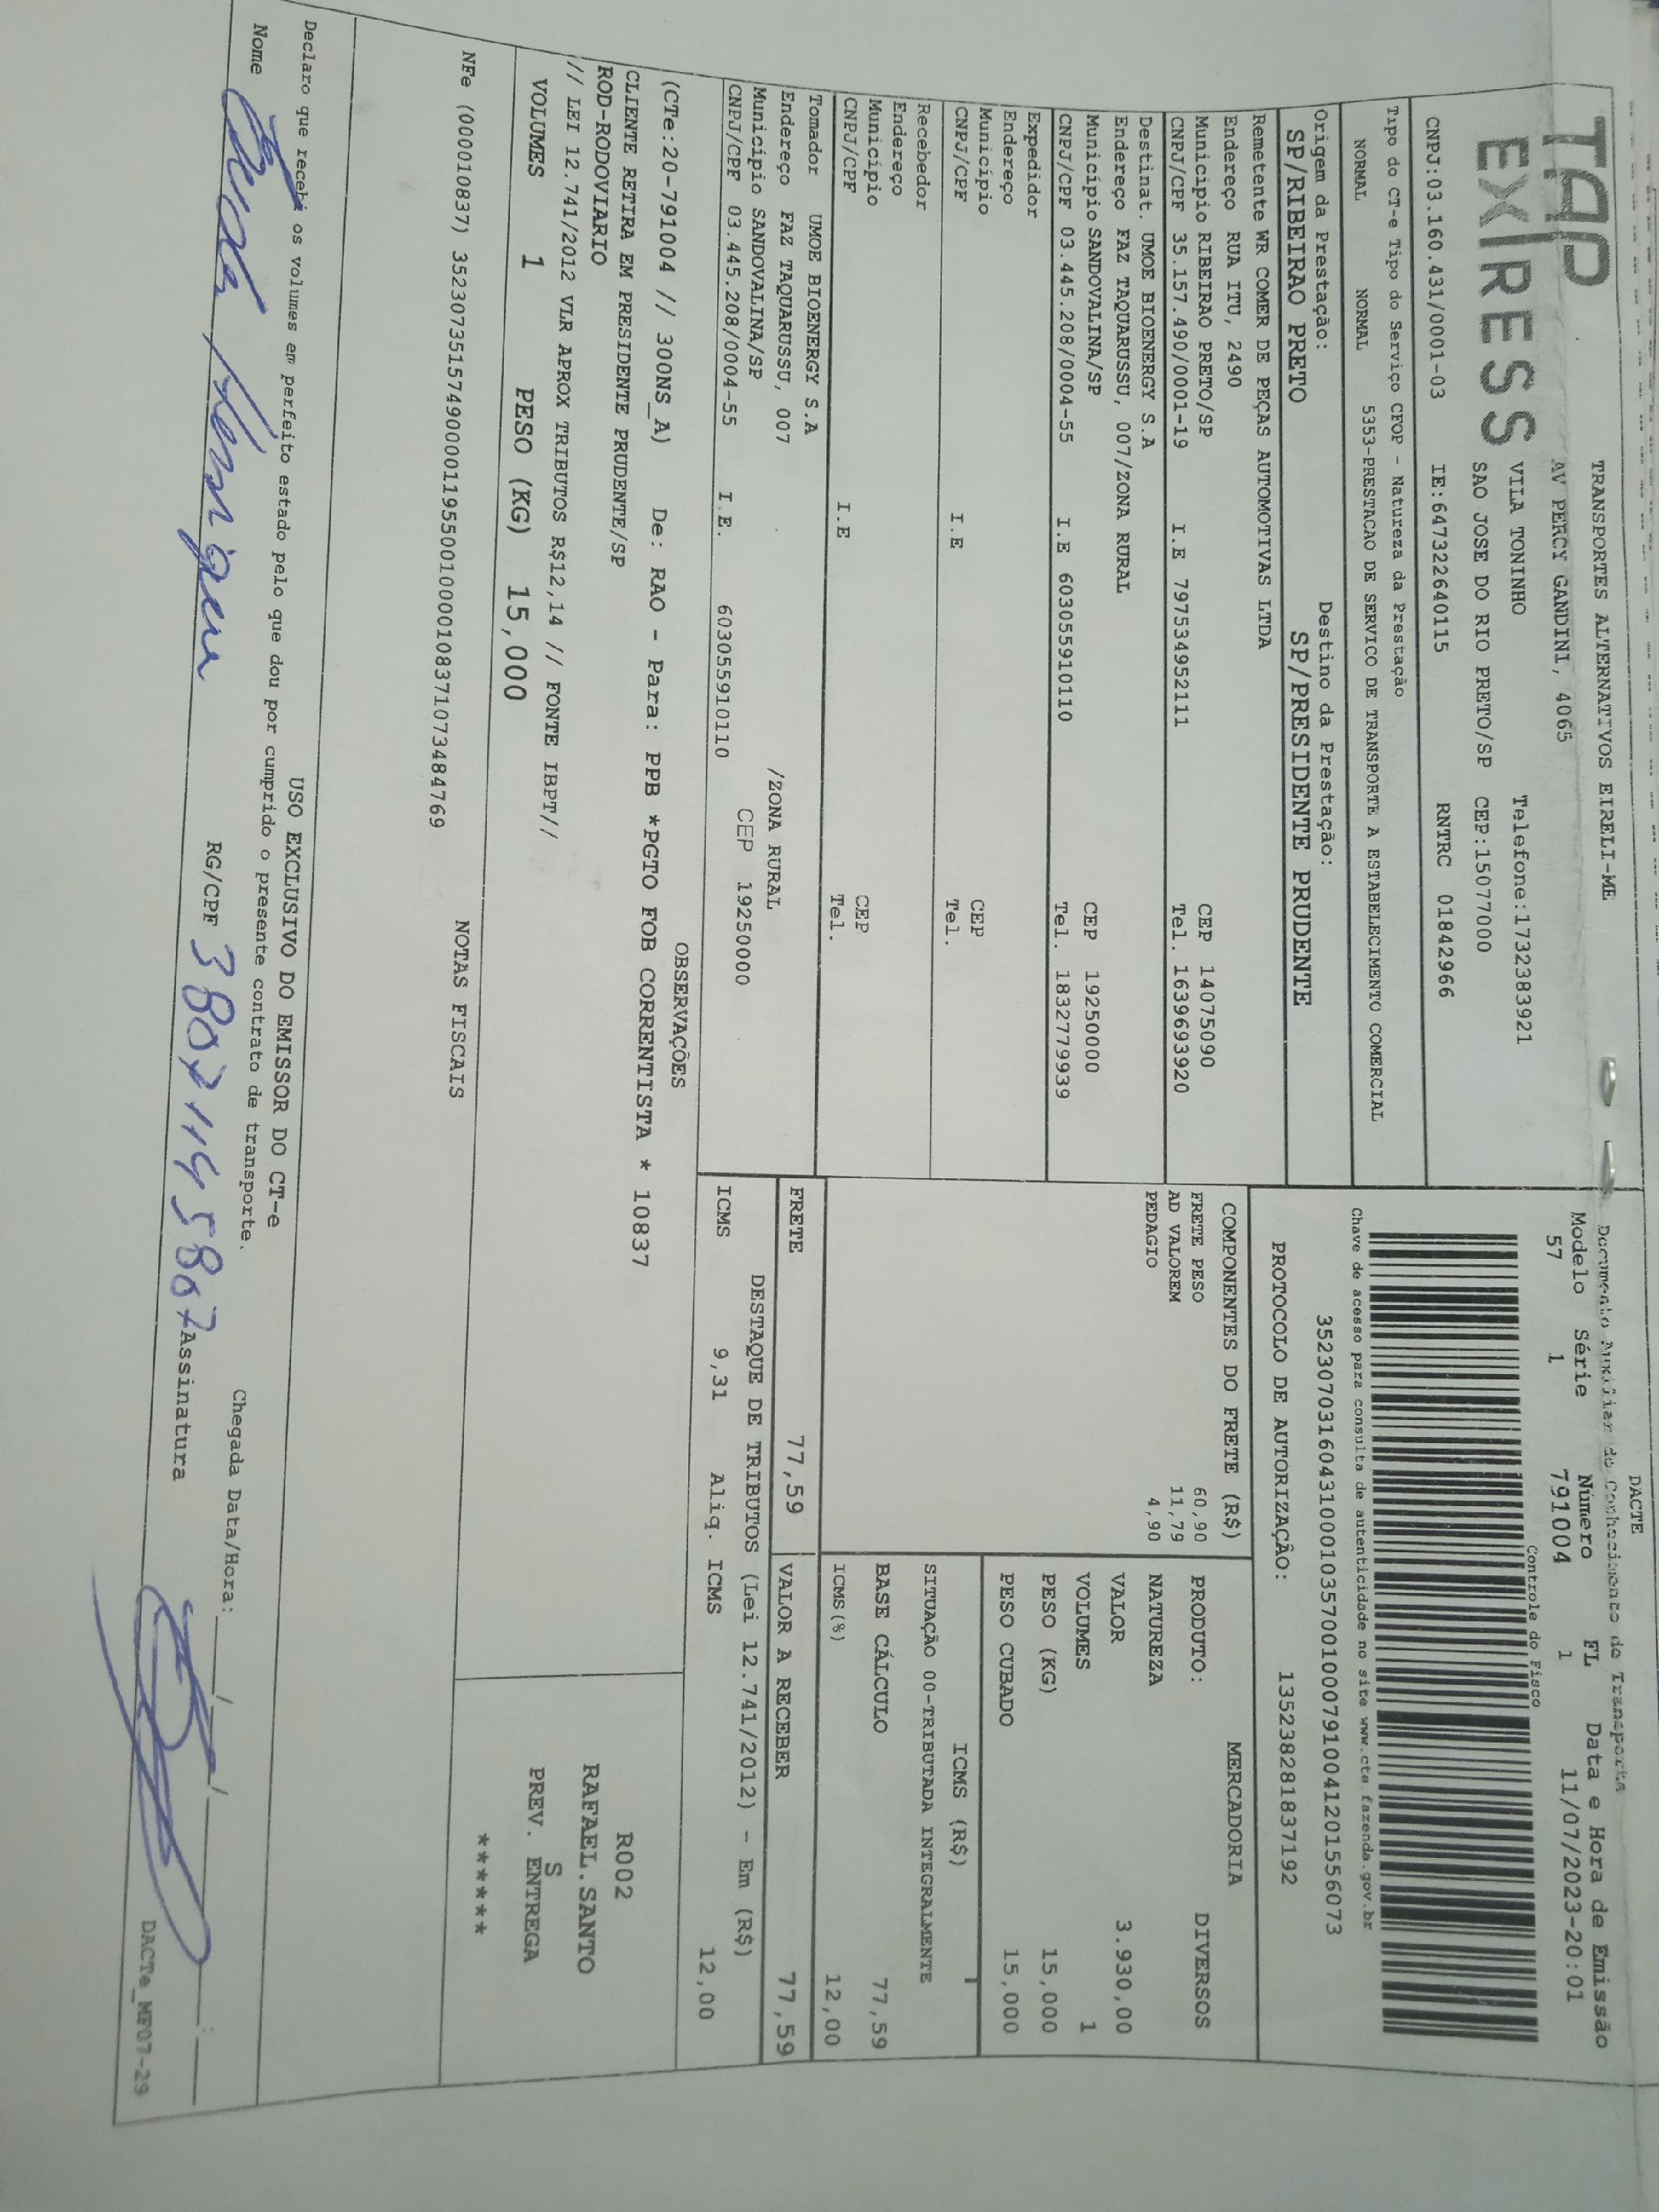 TAP
EXPRESS
TRANSPORTES ALTERNATIVOS EIRELI-ME
AV PERCY GANDINI, 4065
VILA TONINHO Telefone:1732383921
SAO JOSE DO RIO PRETO/SP CEP:15077000
CNPJ:03.160.431/0001-03 IE:647322640115 RNTRC 01842966
DACTE
Documento Auxiliar do Conhecimento de Transporte
Modelo Série Número FL Data e Hora de Emissão
57 1 791004 1 11/07/2023-20:01
Controle do Fisco
Chave de acesso para consulta de autenticidade no site www.cte fazenda.gov.br
35230703160431000103570010007910041201556073
PROTOCOLO DE AUTORIZAÇÃO: 135238281837192
Tipo do CT-e Tipo do Serviço CFOP - Natureza da Prestação
NORMAL NORMAL 5353-PRESTACAO DE SERVICO DE TRANSPORTE A ESTABELECIMENTO COMERCIAL
Origem da Prestação: Destino da Prestação:
SP/RIBEIRAO PRETO SP/PRESIDENTE PRUDENTE
Remetente WR COMMER DE PEÇAS AUTOMOTIVAS LTDA
Endereço RUA ITU, 2490
Municipio RIBEIRAO PRETO/SP CEP 14075090
CNPJ/CPF 35.157.490/0001-19 I.E 797534952111 Tel. 1639693920
Destinat. UMOE BIOENERGY S.A
Endereço FAZ TAQUARUSSU, 007/ZONA RURAL
Município SANDOVALINA/SP CEP 19250000
CNPJ/CPF 03.445.208/0004-55 I.E 603055910110 Tel. 1832779939
Expedidor
Endereço
Município CEP
CNPJ/CPF I.E Tel.
Recebedor
Endereço
Município CEP
CNPJ/CPF I.E Tel.
Tomador UMOE BIOENERGY S.A
Endereço FAZ TAQUARUSSU, 007 /ZONA RURAL
Município SANDOVALINA/SP CEP 19250000
CNPJ/CPF 03.445.208/0004-55 I.E. 603055910110
COMPONENTES DO FRETE (R$)
FRETE PESO 60,90
AD VALOREM 11,79
PEDAGIO 4,90
MERCADORIA
PRODUTO: DIVERSOS
NATUREZA
VALOR 3.930,00
VOLUMES 1
PESO (KG) 15,000
PESO CUBADO 15,000
ICMS (R$)
SITUAÇÃO 00-TRIBUTADA INTEGRALMENTE
BASE CÁLCULO 77,59
ICMS(%) 12,00
FRETE 77,59 VALOR A RECEBER 77,59
DESTAQUE DE TRIBUTOS (Lei 12.741/2012) - Em (R$)
ICMS 9,31 Aliq. ICMS 12,00
OBSERVAÇÕES
(CTe:20-791004 // 300NS_A) De: RAO - Para: PPB *PGTO FOB CORRENTISTA * 10837
CLIENTE RETIRA EM PRESIDENTE PRUDENTE/SP
ROD-RODOVIARIO
// LEI 12.741/2012 VLR APROX TRIBUTOS R$12,14 // FONTE IBPT//
VOLUMES 1 PESO (KG) 15,000
R002
RAFAEL.SANTO
S
PREV. ENTREGA
******
NOTAS FISCAIS
NFe (000010837) 35230735157490000119550010000108371073484769
USO EXCLUSIVO DO EMISSOR DO CT-e
Declaro que recebi os volumes em perfeito estado pelo que dou por cumprido o presente contrato de transporte.
Chegada Data/Hora: / / :
Nome RG/CPF Assinatura
DACTe_MF07-29